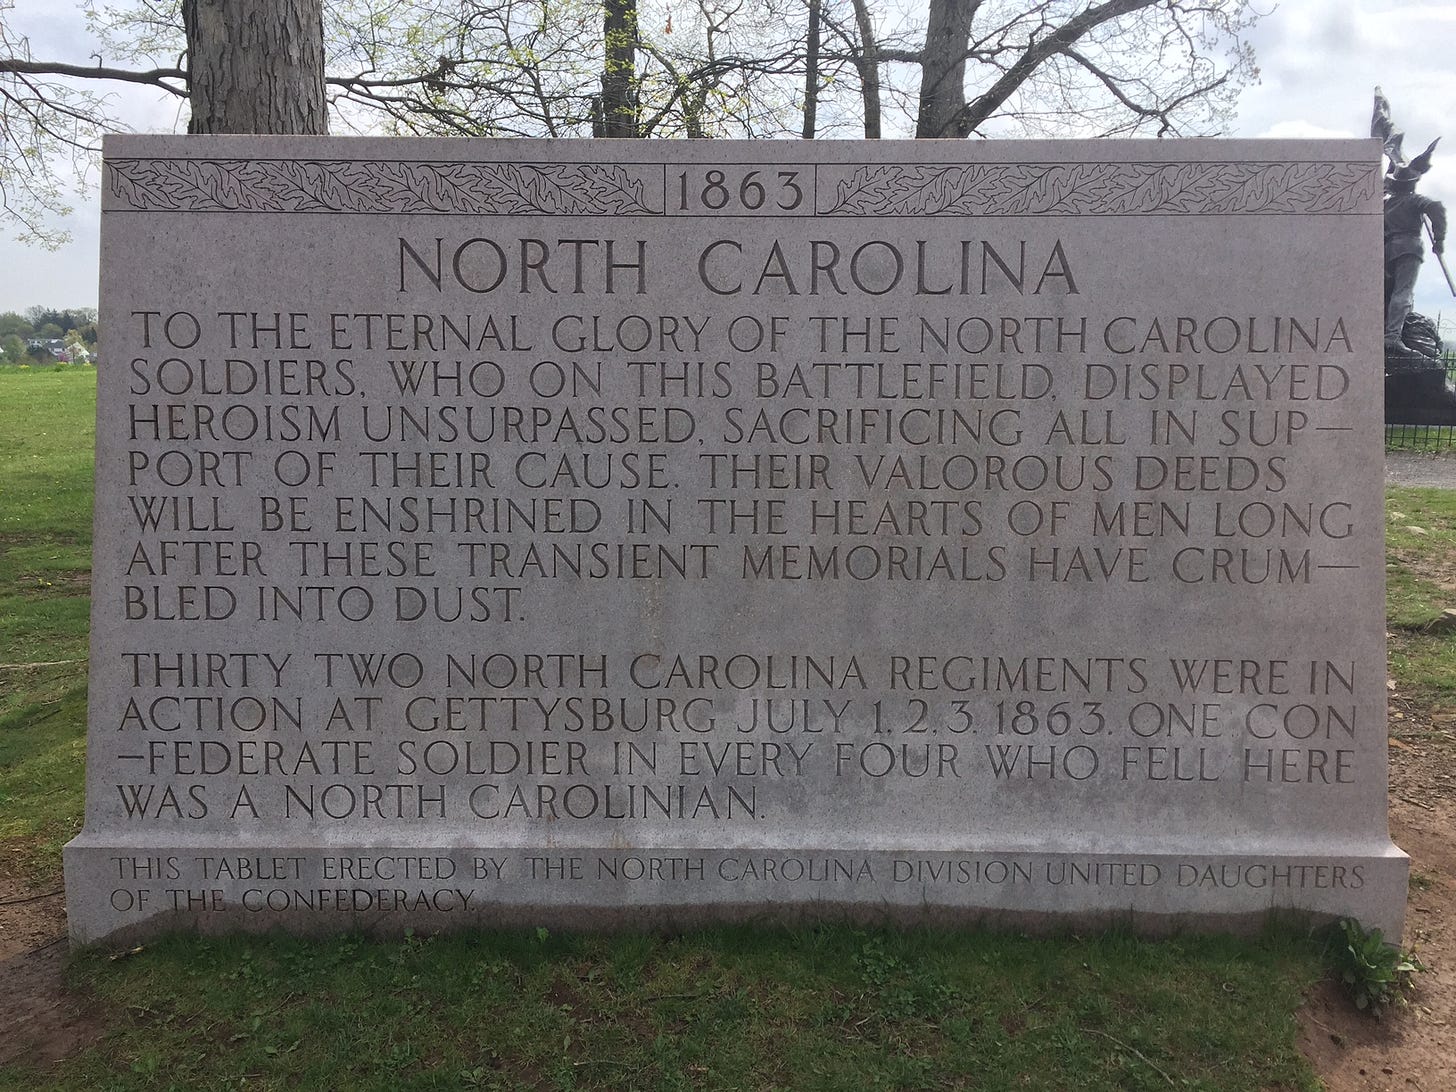 1863
NORTH CAROLINA
TO THE ETERNAL GLORY OF THE NORTH CAROLINA
SOLDIERS, WHO ON THIS BATTLEFIELD, DISPLAYED
HEROISM UNSURPASSED, SACRIFICING ALL IN SUP—
PORT OF THEIR CAUSE. THEIR VALOROUS DEEDS
WILL BE ENSHRINED IN THE HEARTS OF MEN LONG
AFTER THESE TRANSIENT MEMORIALS HAVE CRUM—
BLED INTO DUST.
THIRTY TWO NORTH CAROLINA REGIMENTS WERE IN
ACTION AT GETTYSBURG JULY 1, 2, 3, 1863. ONE CON
—FEDERATE SOLDIER IN EVERY FOUR WHO FELL HERE
WAS A NORTH CAROLINIAN.
THIS TABLET ERECTED BY THE NORTH CAROLINA DIVISION UNITED DAUGHTERS
OF THE CONFEDERACY.